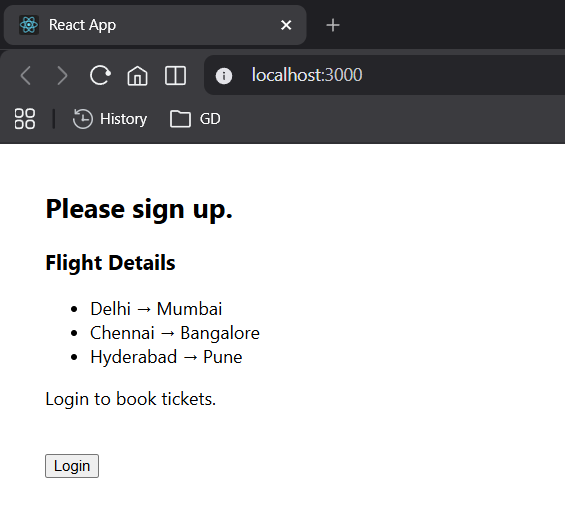 React App
localhost:3000
History
GD
Please sign up.
Flight Details
Delhi → Mumbai
Chennai → Bangalore
Hyderabad → Pune
Login to book tickets.
Login